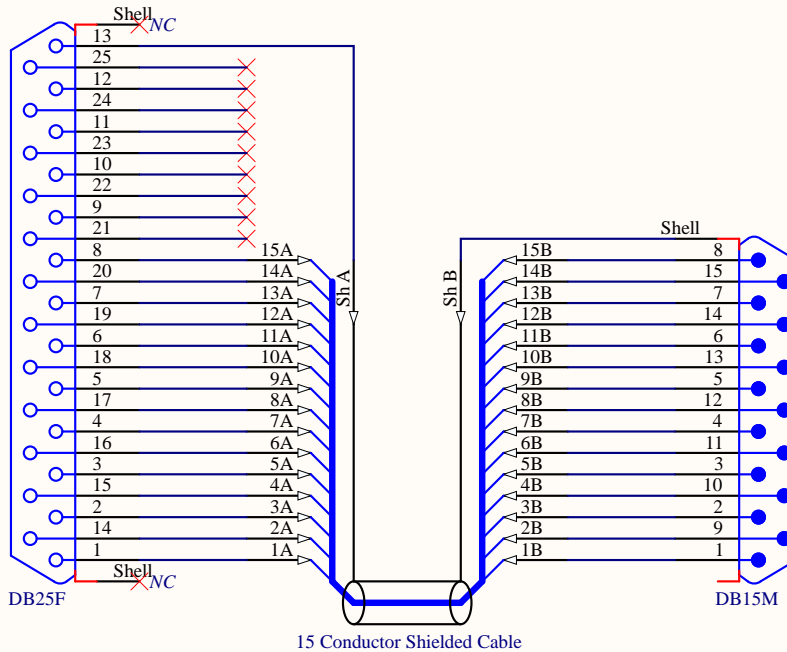 Shell NC
13
25
12
24
11
23
10
22
9
21 Shell
8 15A 15B 8
20 14A 14B 15
7 13A 13B 7
Sh A Sh B
19 12A 12B 14
6 11A 11B 6
18 10A 10B 13
5 9A 9B 5
17 8A 8B 12
4 7A 7B 4
16 6A 6B 11
3 5A 5B 3
15 4A 4B 10
2 3A 3B 2
14 2A 2B 9
1 1A 1B 1
Shell NC
DB25F DB15M
15 Conductor Shielded Cable